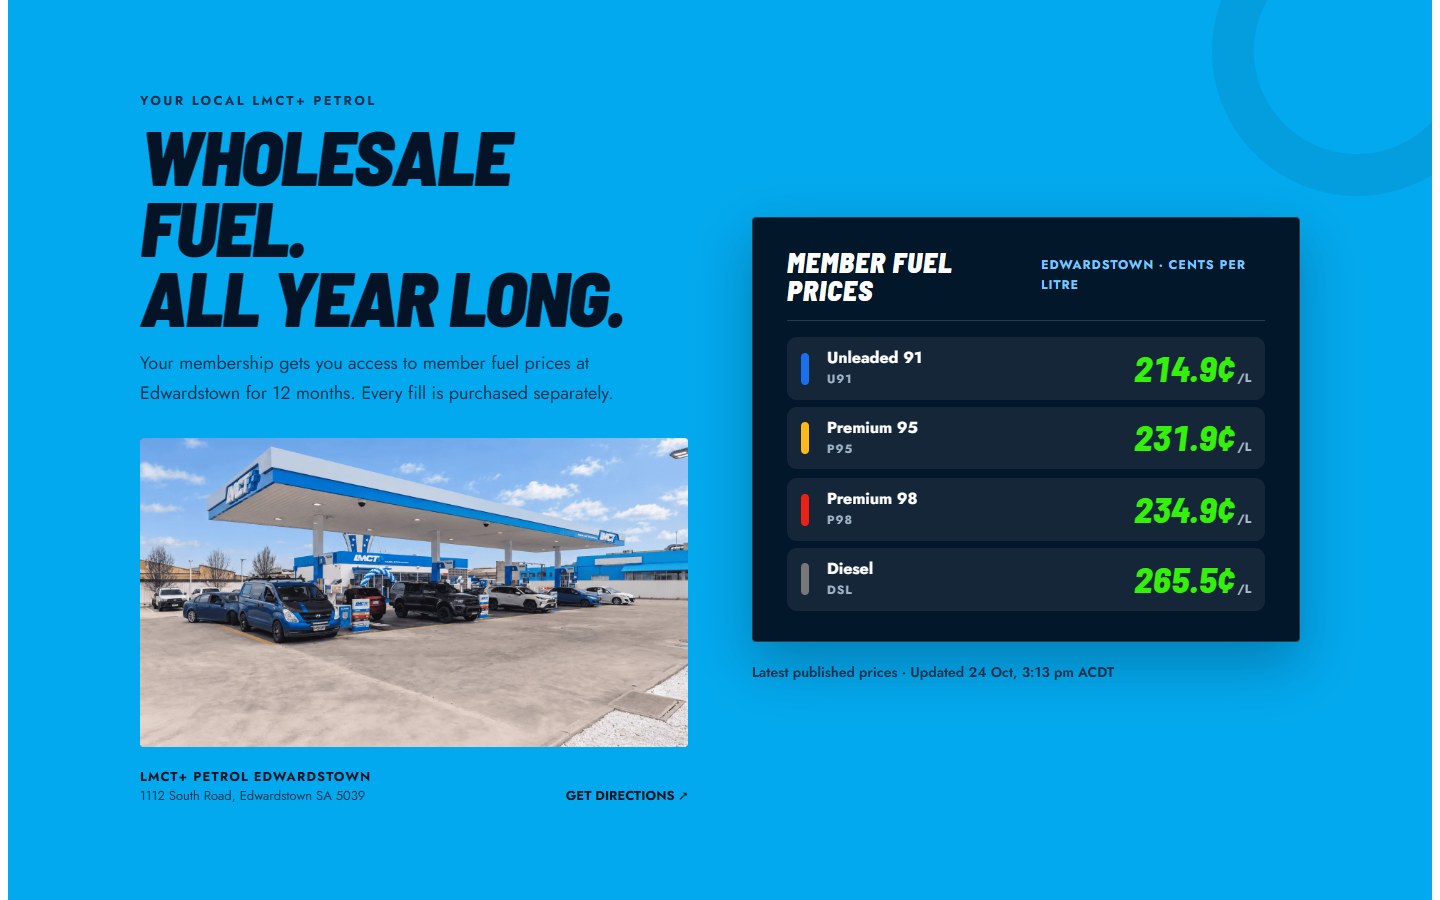 YOUR LOCAL LMCT+ PETROL
WHOLESALE
FUEL.
ALL YEAR LONG.
Your membership gets you access to member fuel prices at
Edwardstown for 12 months. Every fill is purchased separately.
LMCT+
LMCT+
LMCT+
LMCT+ PETROL EDWARDSTOWN
1112 South Road, Edwardstown SA 5039
GET DIRECTIONS ↗
MEMBER FUEL
PRICES
EDWARDSTOWN · CENTS PER
LITRE
Unleaded 91
U91
214.9¢/L
Premium 95
P95
231.9¢/L
Premium 98
P98
234.9¢/L
Diesel
DSL
265.5¢/L
Latest published prices · Updated 24 Oct, 3:13 pm ACDT